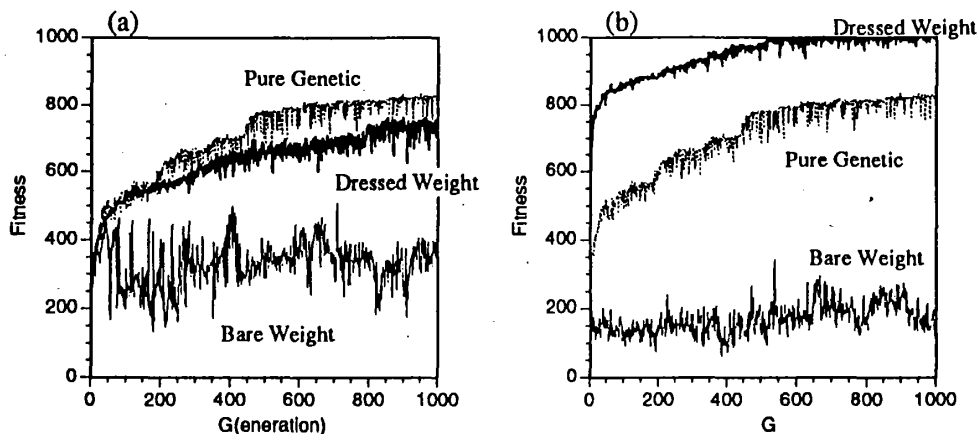 (a)
1000
800
600
400
200
0
Fitness
Pure Genetic
Dressed Weight
Bare Weight
0 200 400 600 800 1000
G(eneration)
(b)
Dressed Weight
1000
800
600
400
200
0
Fitness
Pure Genetic
Bare Weight
0 200 400 600 800 1000
G